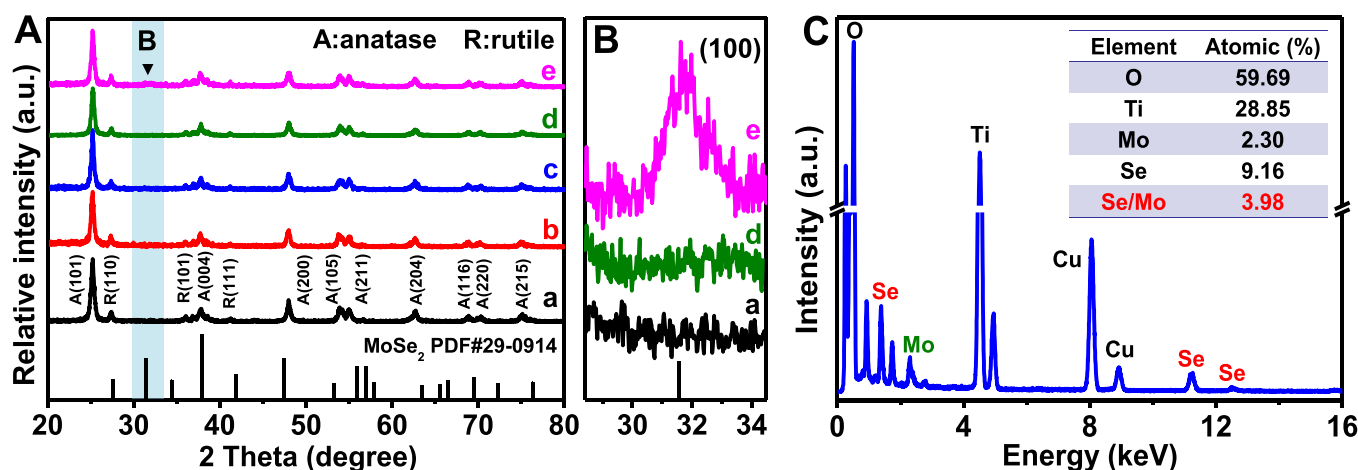 A
Relative intensity (a.u.)
B
A:anatase R:rutile
e
d
c
b
a
A(101)
R(110)
R(101)
A(004)
R(111)
A(200)
A(105)
A(211)
A(204)
A(116)
A(220)
A(215)
MoSe2 PDF#29-0914
20 30 40 50 60 70 80
2 Theta (degree)
B
(100)
e
d
a
30 32 34
C
Intensity (a.u.)
O
Ti
Se
Mo
Cu
Cu
Se
Se
Element Atomic (%)
O 59.69
Ti 28.85
Mo 2.30
Se 9.16
Se/Mo 3.98
0 4 8 12 16
Energy (keV)